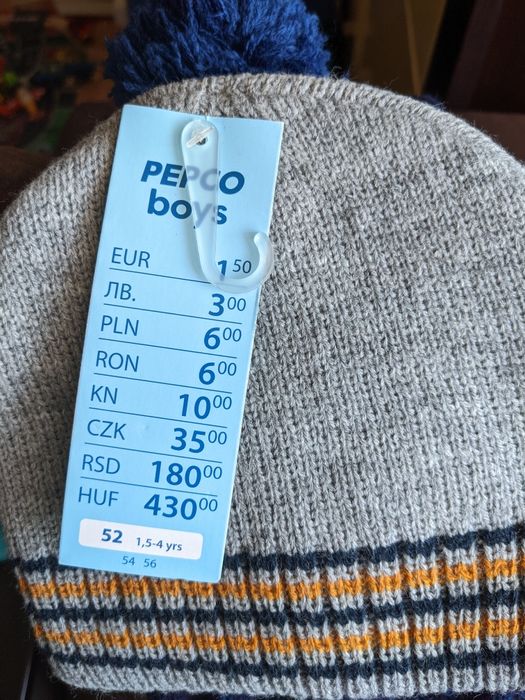 PEPCO
boys
EUR 1 50
ЛВ. 3 00
PLN 6 00
RON 6 00
KN 10 00
CZK 35 00
RSD 180 00
HUF 430 00
52 1,5-4 yrs
54 56